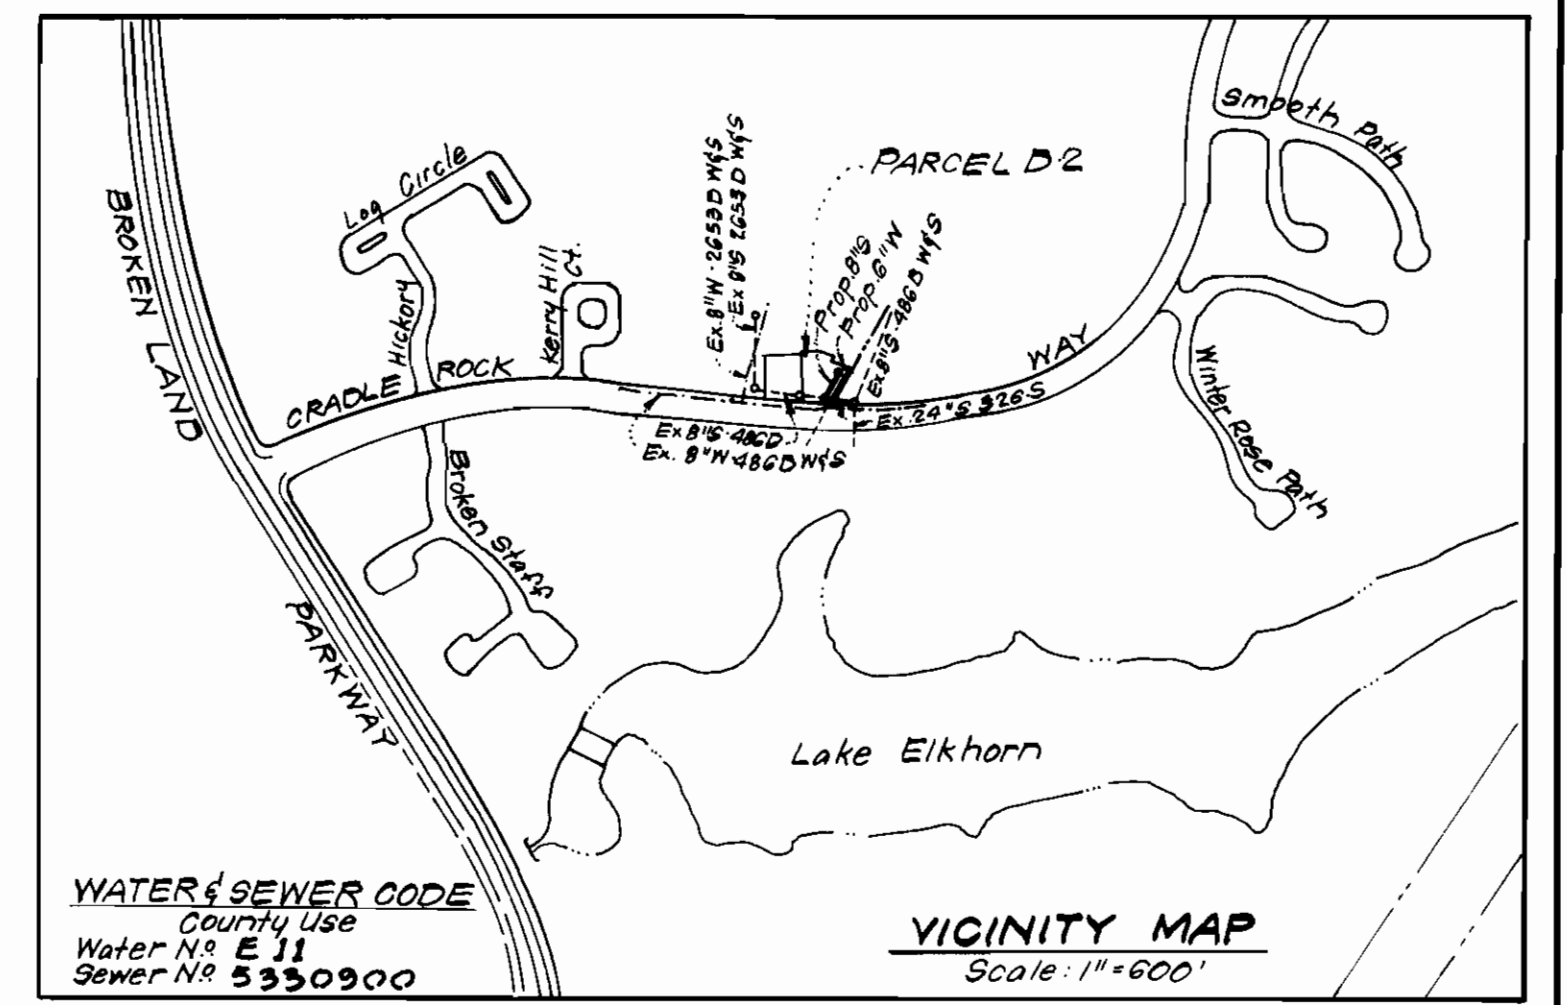 Smooth Path
Log Circle
PARCEL D-2
Ex. 8"W - 2653 D W&S
Ex 8"S 2653 D W&S
Prop. 8"S
Prop. 6"W
Ex 8"S - 486 D W&S
BROKEN LAND
Hickory
Kerry Hill
Ct.
CRADLE ROCK
WAY
Winter Rose Path
Ex. 24"S 326-S
Ex 8"S-486D
Ex. 8"W-486D W&S
Broken Staff
PARKWAY
Lake Elkhorn
WATER & SEWER CODE
County Use
Water No. E 11
Sewer No. 5330900
VICINITY MAP
Scale: 1"=600'